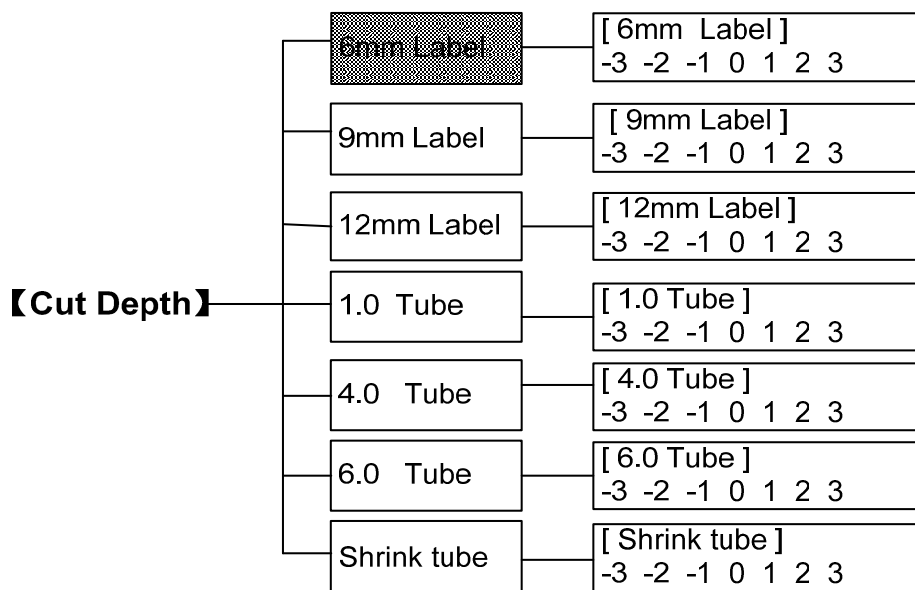 6mm Label
[ 6mm Label ]
-3 -2 -1 0 1 2 3
9mm Label
[ 9mm Label ]
-3 -2 -1 0 1 2 3
12mm Label
[ 12mm Label ]
-3 -2 -1 0 1 2 3
【Cut Depth】
1.0 Tube
[ 1.0 Tube ]
-3 -2 -1 0 1 2 3
4.0 Tube
[ 4.0 Tube ]
-3 -2 -1 0 1 2 3
6.0 Tube
[ 6.0 Tube ]
-3 -2 -1 0 1 2 3
Shrink tube
[ Shrink tube ]
-3 -2 -1 0 1 2 3